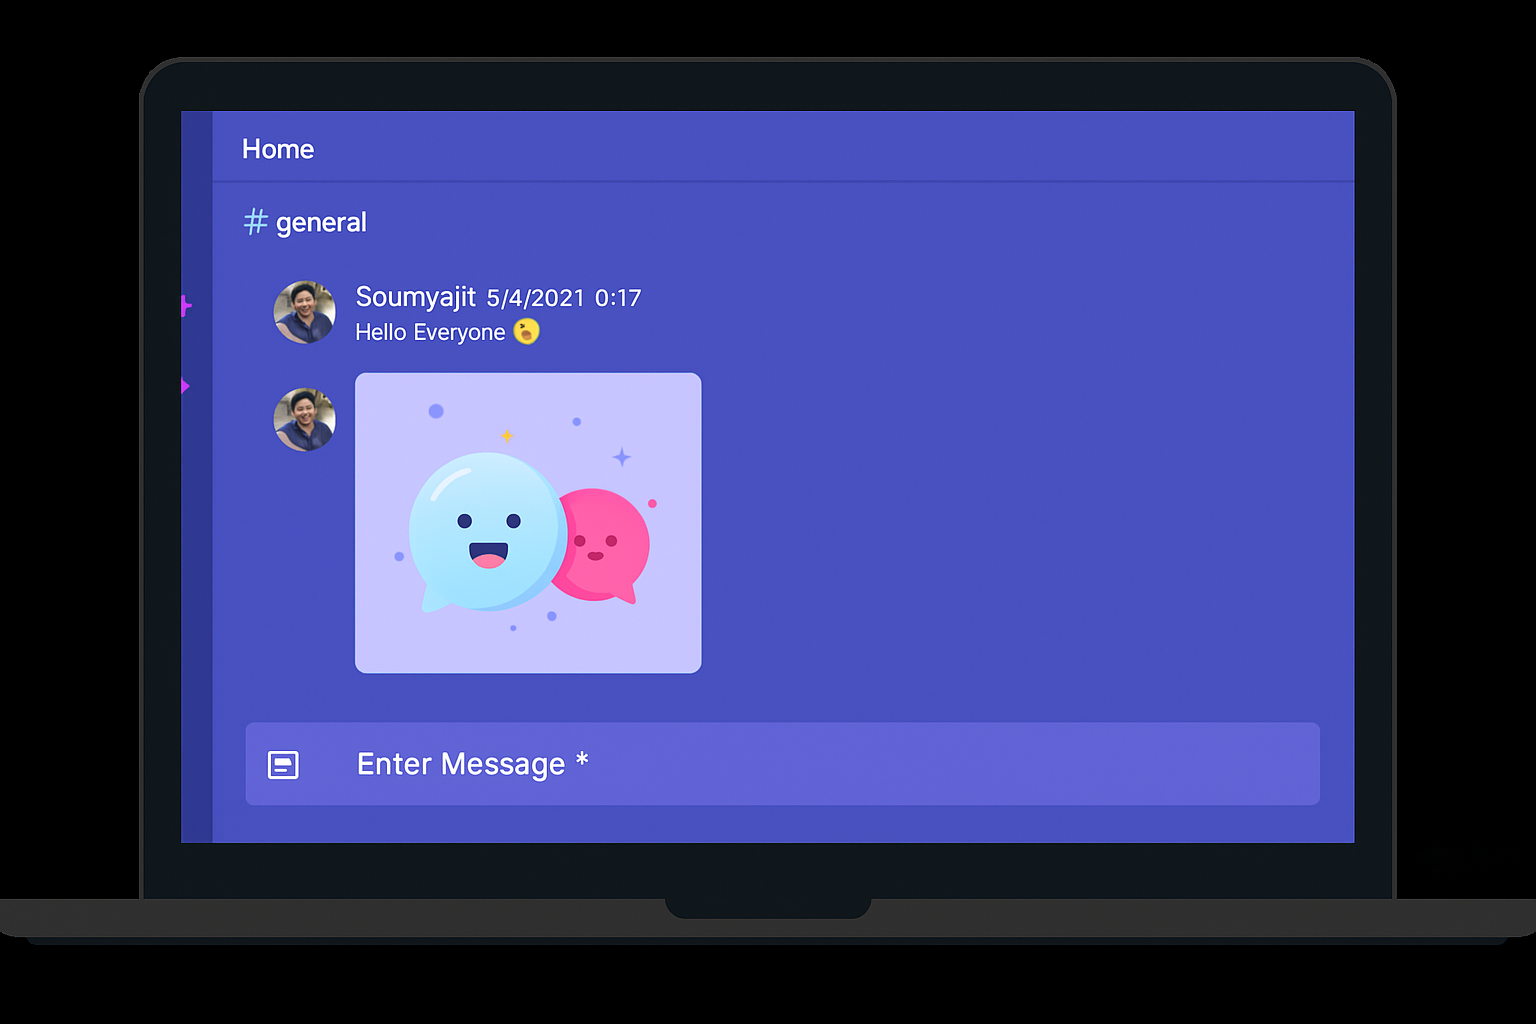 Home
# general
Soumyajit 5/4/2021 0:17
Hello Everyone
Enter Message *